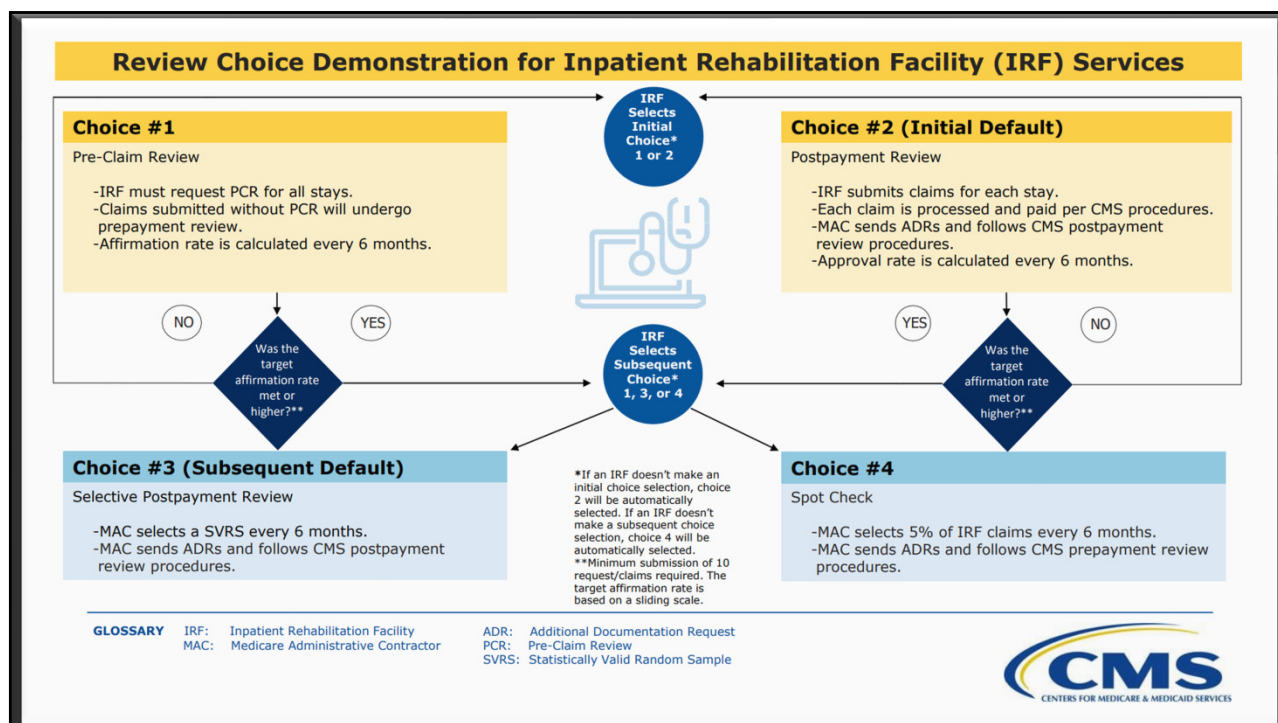 Review Choice Demonstration for Inpatient Rehabilitation Facility (IRF) Services
IRF
Selects
Initial
Choice*
1 or 2
Choice #1
Pre-Claim Review
-IRF must request PCR for all stays.
-Claims submitted without PCR will undergo
prepayment review.
-Affirmation rate is calculated every 6 months.
Choice #2 (Initial Default)
Postpayment Review
-IRF submits claims for each stay.
-Each claim is processed and paid per CMS procedures.
-MAC sends ADRs and follows CMS postpayment
review procedures.
-Approval rate is calculated every 6 months.
NO
YES
Was the
target
affirmation rate
met or
higher?**
IRF
Selects
Subsequent
Choice*
1, 3, or 4
YES
NO
Was the
target
affirmation rate
met or
higher?**
Choice #3 (Subsequent Default)
Selective Postpayment Review
-MAC selects a SVRS every 6 months.
-MAC sends ADRs and follows CMS postpayment
review procedures.
*If an IRF doesn't make an
initial choice selection, choice
2 will be automatically
selected. If an IRF doesn't
make a subsequent choice
selection, choice 4 will be
automatically selected.
**Minimum submission of 10
request/claims required. The
target affirmation rate is
based on a sliding scale.
Choice #4
Spot Check
-MAC selects 5% of IRF claims every 6 months.
-MAC sends ADRs and follows CMS prepayment review
procedures.
GLOSSARY
IRF: Inpatient Rehabilitation Facility
MAC: Medicare Administrative Contractor
ADR: Additional Documentation Request
PCR: Pre-Claim Review
SVRS: Statistically Valid Random Sample
CMS
CENTERS FOR MEDICARE & MEDICAID SERVICES